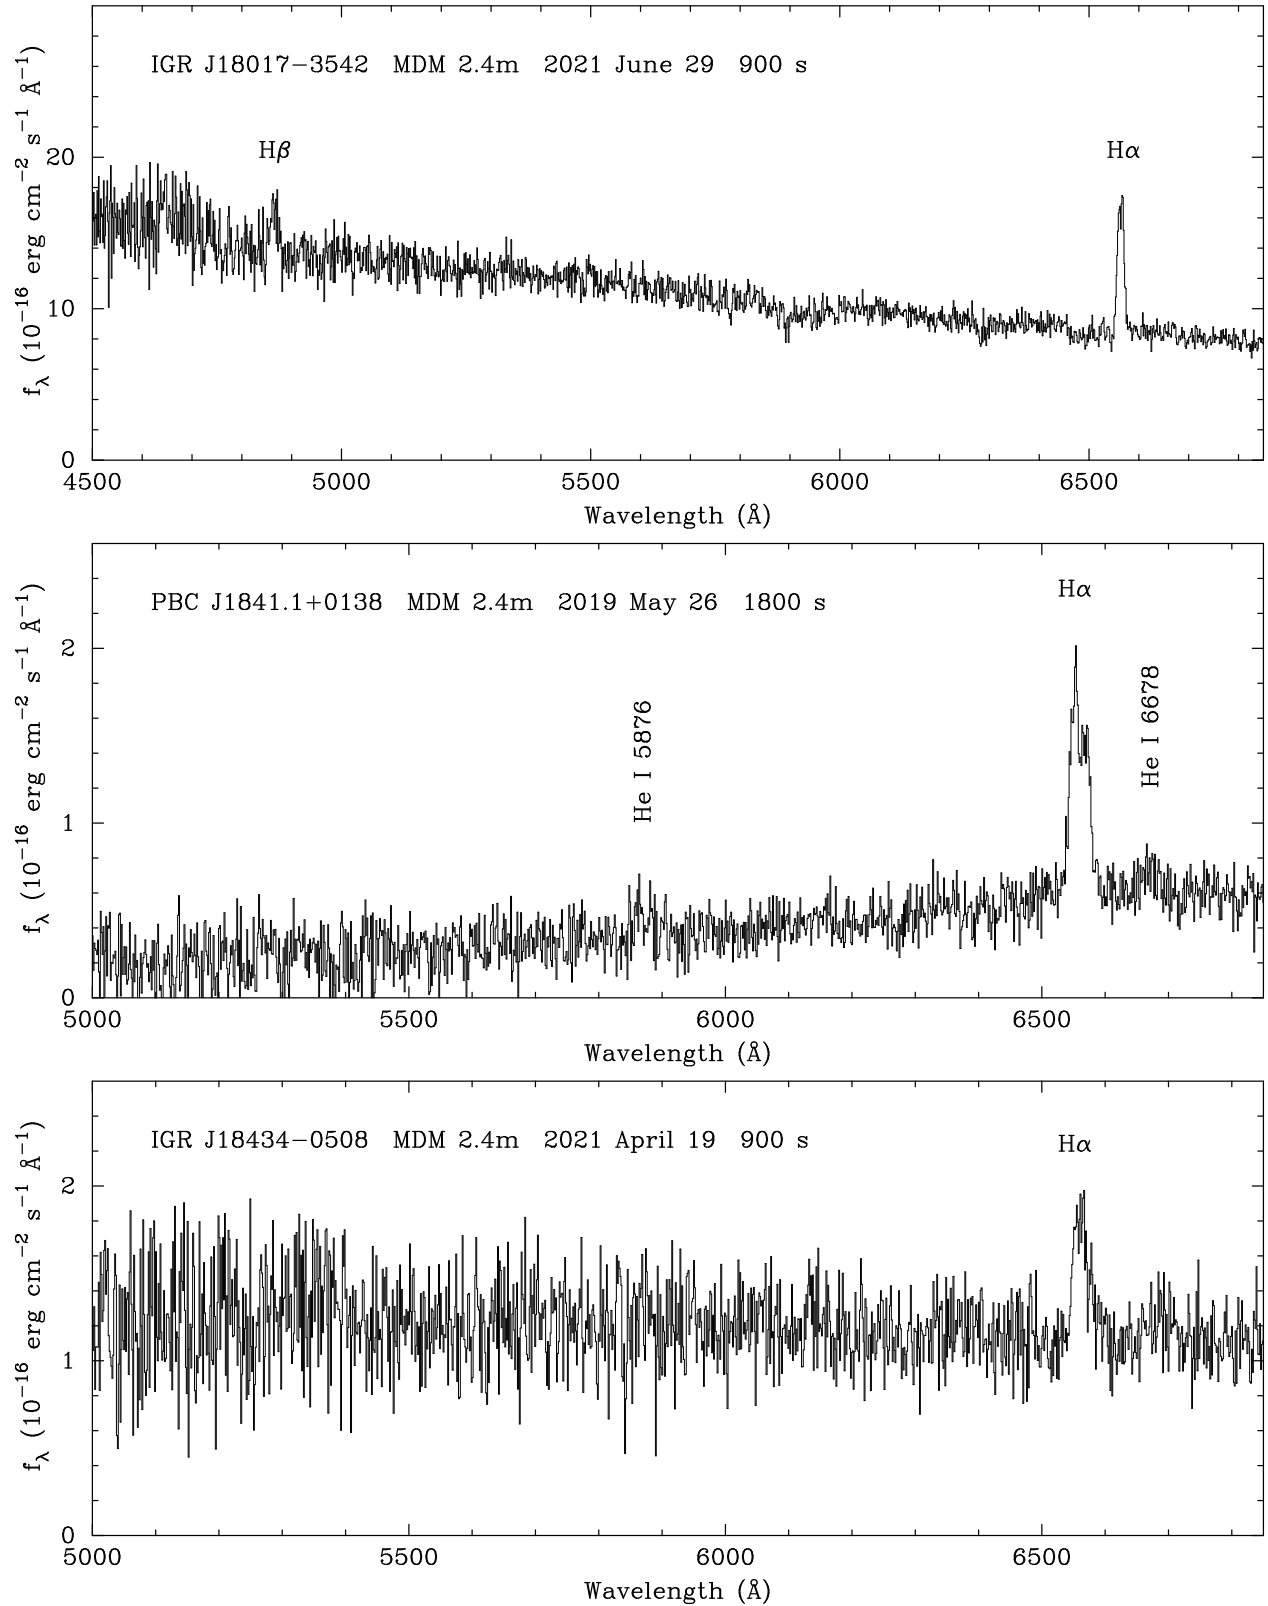 IGR J18017−3542 MDM 2.4m 2021 June 29 900 s
Hβ
Hα
f_λ (10⁻¹⁶ erg cm⁻² s⁻¹ Å⁻¹)
20
10
0
4500 5000 5500 6000 6500
Wavelength (Å)
PBC J1841.1+0138 MDM 2.4m 2019 May 26 1800 s
Hα
He I 5876
He I 6678
f_λ (10⁻¹⁶ erg cm⁻² s⁻¹ Å⁻¹)
2
1
0
5000 5500 6000 6500
Wavelength (Å)
IGR J18434−0508 MDM 2.4m 2021 April 19 900 s
Hα
f_λ (10⁻¹⁶ erg cm⁻² s⁻¹ Å⁻¹)
2
1
0
5000 5500 6000 6500
Wavelength (Å)